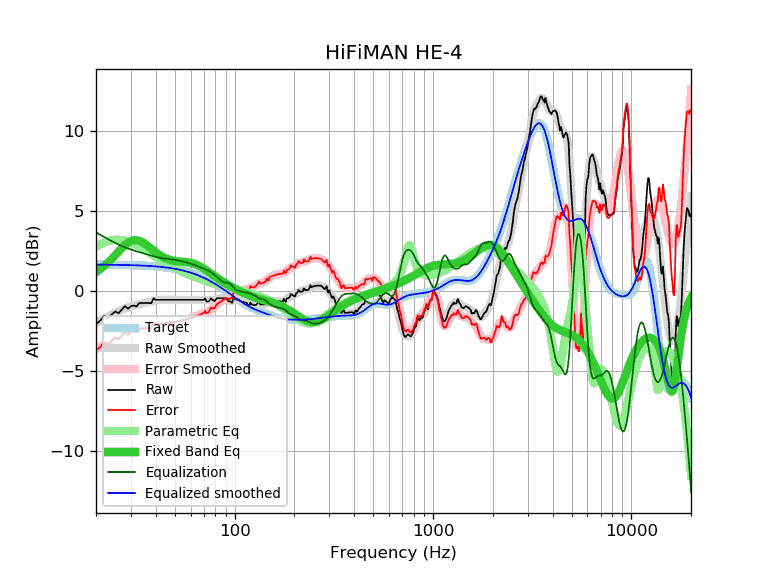 HiFiMAN HE-4
Amplitude (dBr)
10
5
0
−5
−10
Target
Raw Smoothed
Error Smoothed
Raw
Error
Parametric Eq
Fixed Band Eq
Equalization
Equalized smoothed
100 1000 10000
Frequency (Hz)